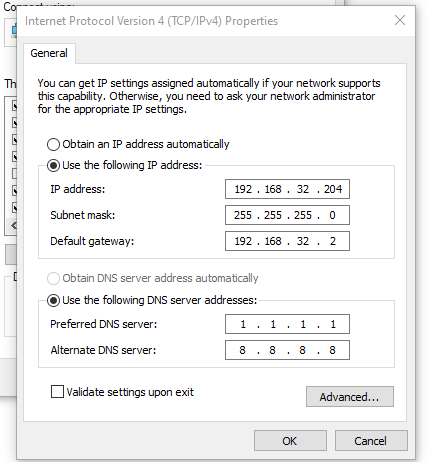 Internet Protocol Version 4 (TCP/IPv4) Properties
General
You can get IP settings assigned automatically if your network supports
this capability. Otherwise, you need to ask your network administrator
for the appropriate IP settings.
Obtain an IP address automatically
Use the following IP address:
IP address: 192 . 168 . 32 . 204
Subnet mask: 255 . 255 . 255 . 0
Default gateway: 192 . 168 . 32 . 2
Obtain DNS server address automatically
Use the following DNS server addresses:
Preferred DNS server: 1 . 1 . 1 . 1
Alternate DNS server: 8 . 8 . 8 . 8
Validate settings upon exit
Advanced...
OK Cancel